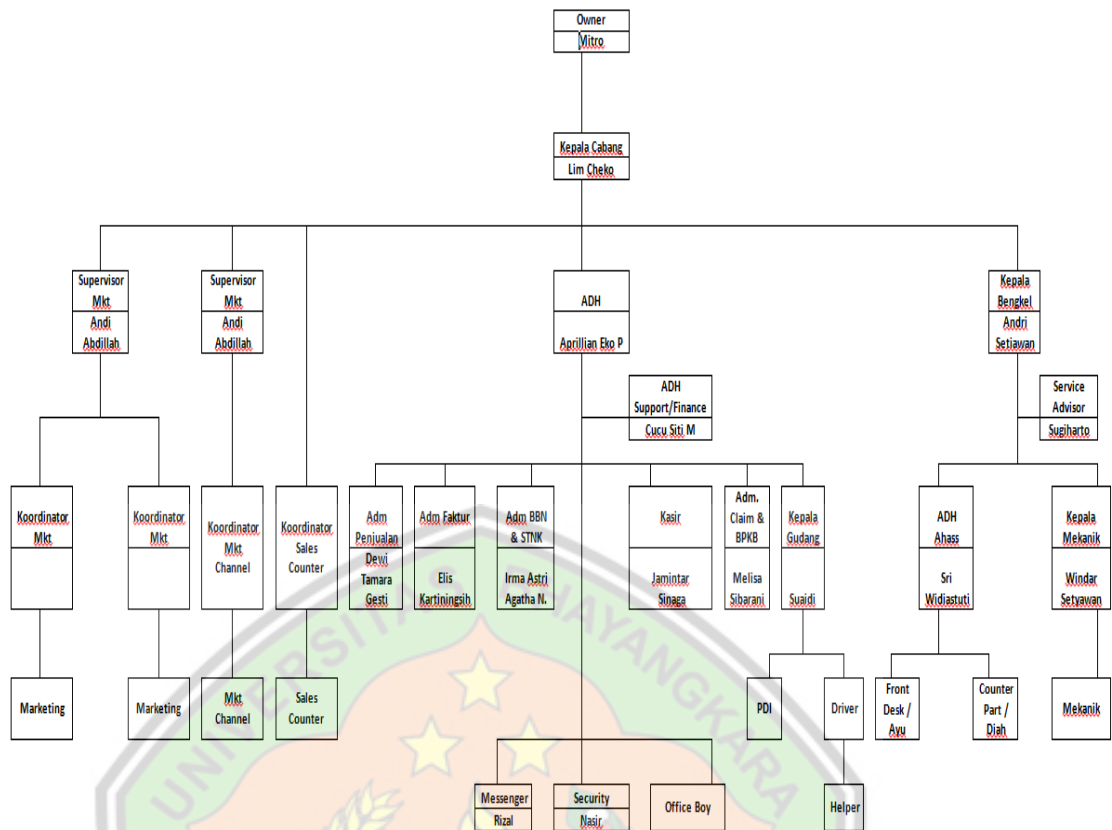 Owner
Mitro
Kepala Cabang
Lim Cheko
Supervisor
Mkt
Andi
Abdillah
Supervisor
Mkt
Andi
Abdillah
ADH
Aprillian Eko P
Kepala
Bengkel
Andri
Setiawan
ADH
Support/Finance
Cucu Siti M
Service
Advisor
Sugiharto
Koordinator
Mkt
Koordinator
Mkt
Koordinator
Mkt
Channel
Koordinator
Sales
Counter
Adm
Penjualan
Dewi
Tamara
Gesti
Adm Faktur
Elis
Kartiningsih
Adm BBN
& STNK
Irma Astri
Agatha N.
Kasir
Jamintar
Sinaga
Adm.
Claim &
BPKB
Melisa
Sibarani
Kepala
Gudang
Suaidi
ADH
Ahass
Sri
Widiastuti
Kepala
Mekanik
Windar
Setyawan
Marketing
Marketing
Mkt
Channel
Sales
Counter
PDI
Driver
Front
Desk /
Ayu
Counter
Part /
Diah
Mekanik
Messenger
Rizal
Security
Nasir
Office Boy
Helper
UNIVERSITAS BHAYANGKARA